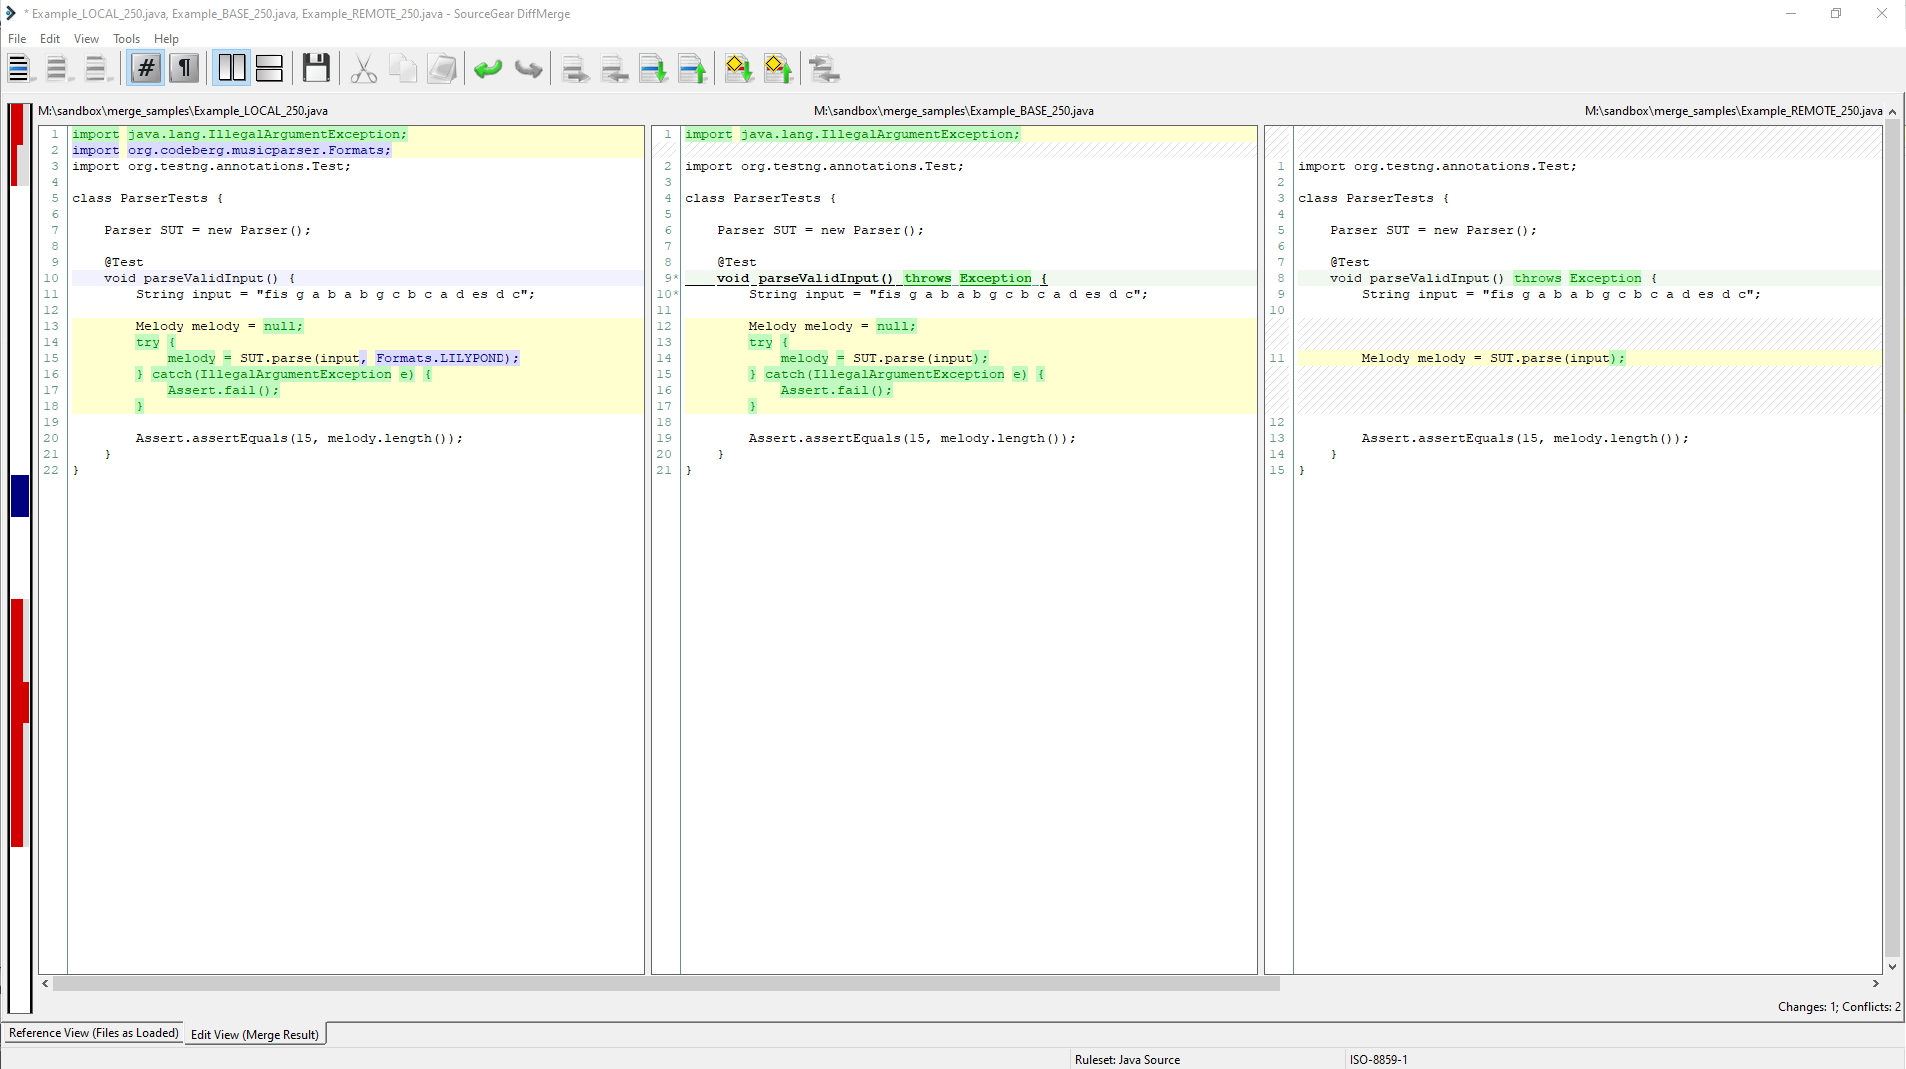 * Example_LOCAL_250.java, Example_BASE_250.java, Example_REMOTE_250.java - SourceGear DiffMerge
File Edit View Tools Help
# ¶
M:\sandbox\merge_samples\Example_LOCAL_250.java
1 import java.lang.IllegalArgumentException;
2 import org.codeberg.musicparser.Formats;
3 import org.testng.annotations.Test;
4
5 class ParserTests {
6
7 Parser SUT = new Parser();
8
9 @Test
10 void parseValidInput() {
11 String input = "fis g a b a b g c b c a d es d c";
12
13 Melody melody = null;
14 try {
15 melody = SUT.parse(input, Formats.LILYPOND);
16 } catch(IllegalArgumentException e) {
17 Assert.fail();
18 }
19
20 Assert.assertEquals(15, melody.length());
21 }
22 }
M:\sandbox\merge_samples\Example_BASE_250.java
1 import java.lang.IllegalArgumentException;
2 import org.testng.annotations.Test;
3
4 class ParserTests {
5
6 Parser SUT = new Parser();
7
8 @Test
9* void parseValidInput() throws Exception {
10* String input = "fis g a b a b g c b c a d es d c";
11
12 Melody melody = null;
13 try {
14 melody = SUT.parse(input);
15 } catch(IllegalArgumentException e) {
16 Assert.fail();
17 }
18
19 Assert.assertEquals(15, melody.length());
20 }
21 }
M:\sandbox\merge_samples\Example_REMOTE_250.java
1 import org.testng.annotations.Test;
2
3 class ParserTests {
4
5 Parser SUT = new Parser();
6
7 @Test
8 void parseValidInput() throws Exception {
9 String input = "fis g a b a b g c b c a d es d c";
10
11 Melody melody = SUT.parse(input);
12
13 Assert.assertEquals(15, melody.length());
14 }
15 }
Changes: 1; Conflicts: 2
Reference View (Files as Loaded) Edit View (Merge Result)
Ruleset: Java Source ISO-8859-1